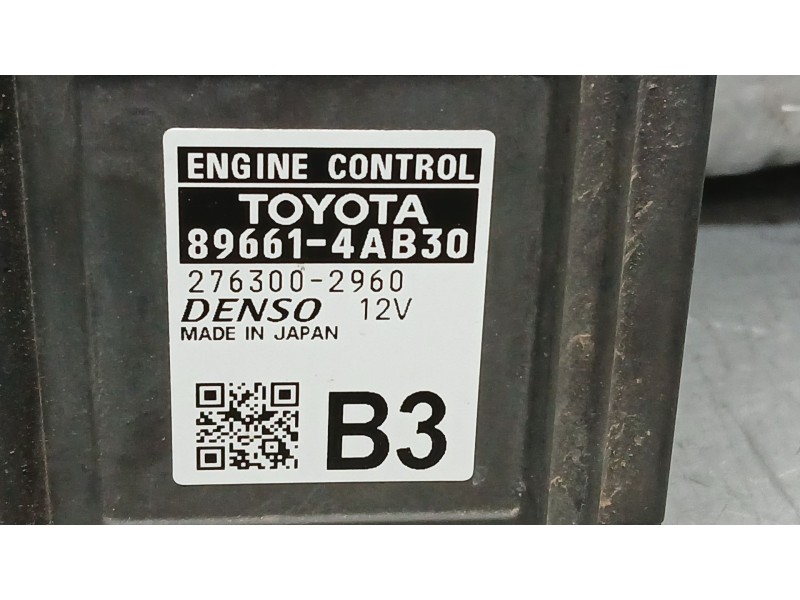 ENGINE CONTROL
TOYOTA
89661-4AB30
276300-2960
DENSO 12V
MADE IN JAPAN
B3